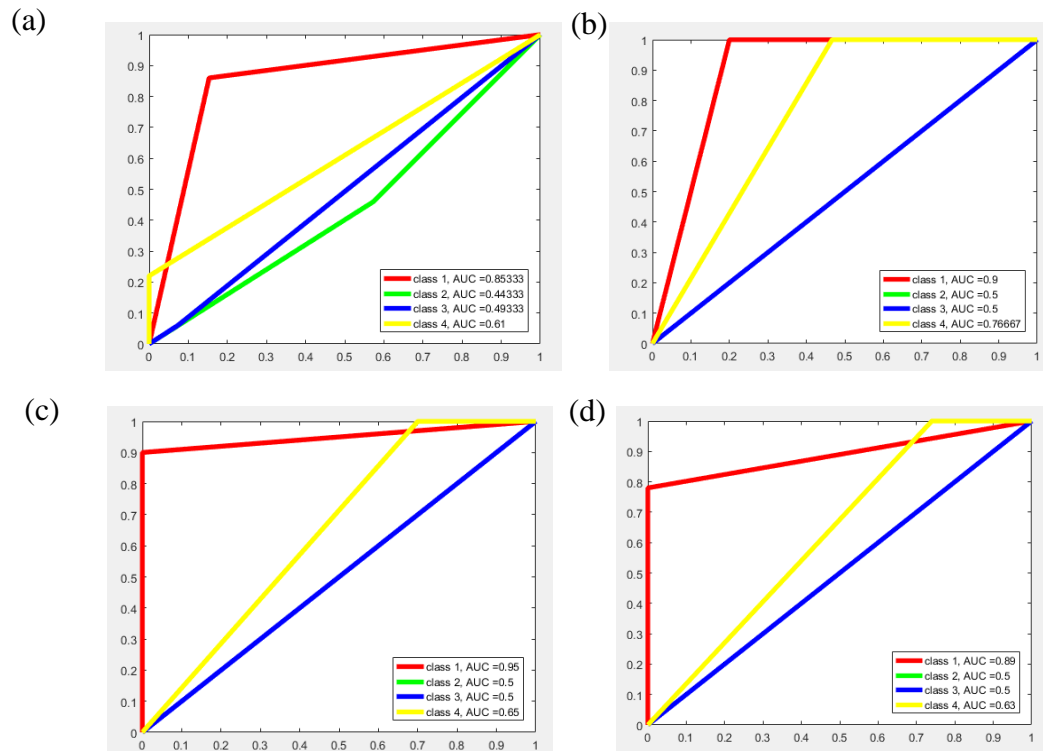 (a)
1
0.9
0.8
0.7
0.6
0.5
0.4
0.3
0.2
0.1
0
0 0.1 0.2 0.3 0.4 0.5 0.6 0.7 0.8 0.9 1
class 1, AUC =0.85333
class 2, AUC =0.44333
class 3, AUC =0.49333
class 4, AUC =0.61
(b)
1
0.9
0.8
0.7
0.6
0.5
0.4
0.3
0.2
0.1
0
0 0.1 0.2 0.3 0.4 0.5 0.6 0.7 0.8 0.9 1
class 1, AUC =0.9
class 2, AUC =0.5
class 3, AUC =0.5
class 4, AUC =0.76667
(c)
1
0.9
0.8
0.7
0.6
0.5
0.4
0.3
0.2
0.1
0
0 0.1 0.2 0.3 0.4 0.5 0.6 0.7 0.8 0.9 1
class 1, AUC =0.95
class 2, AUC =0.5
class 3, AUC =0.5
class 4, AUC =0.65
(d)
1
0.9
0.8
0.7
0.6
0.5
0.4
0.3
0.2
0.1
0
0 0.1 0.2 0.3 0.4 0.5 0.6 0.7 0.8 0.9 1
class 1, AUC =0.89
class 2, AUC =0.5
class 3, AUC =0.5
class 4, AUC =0.63